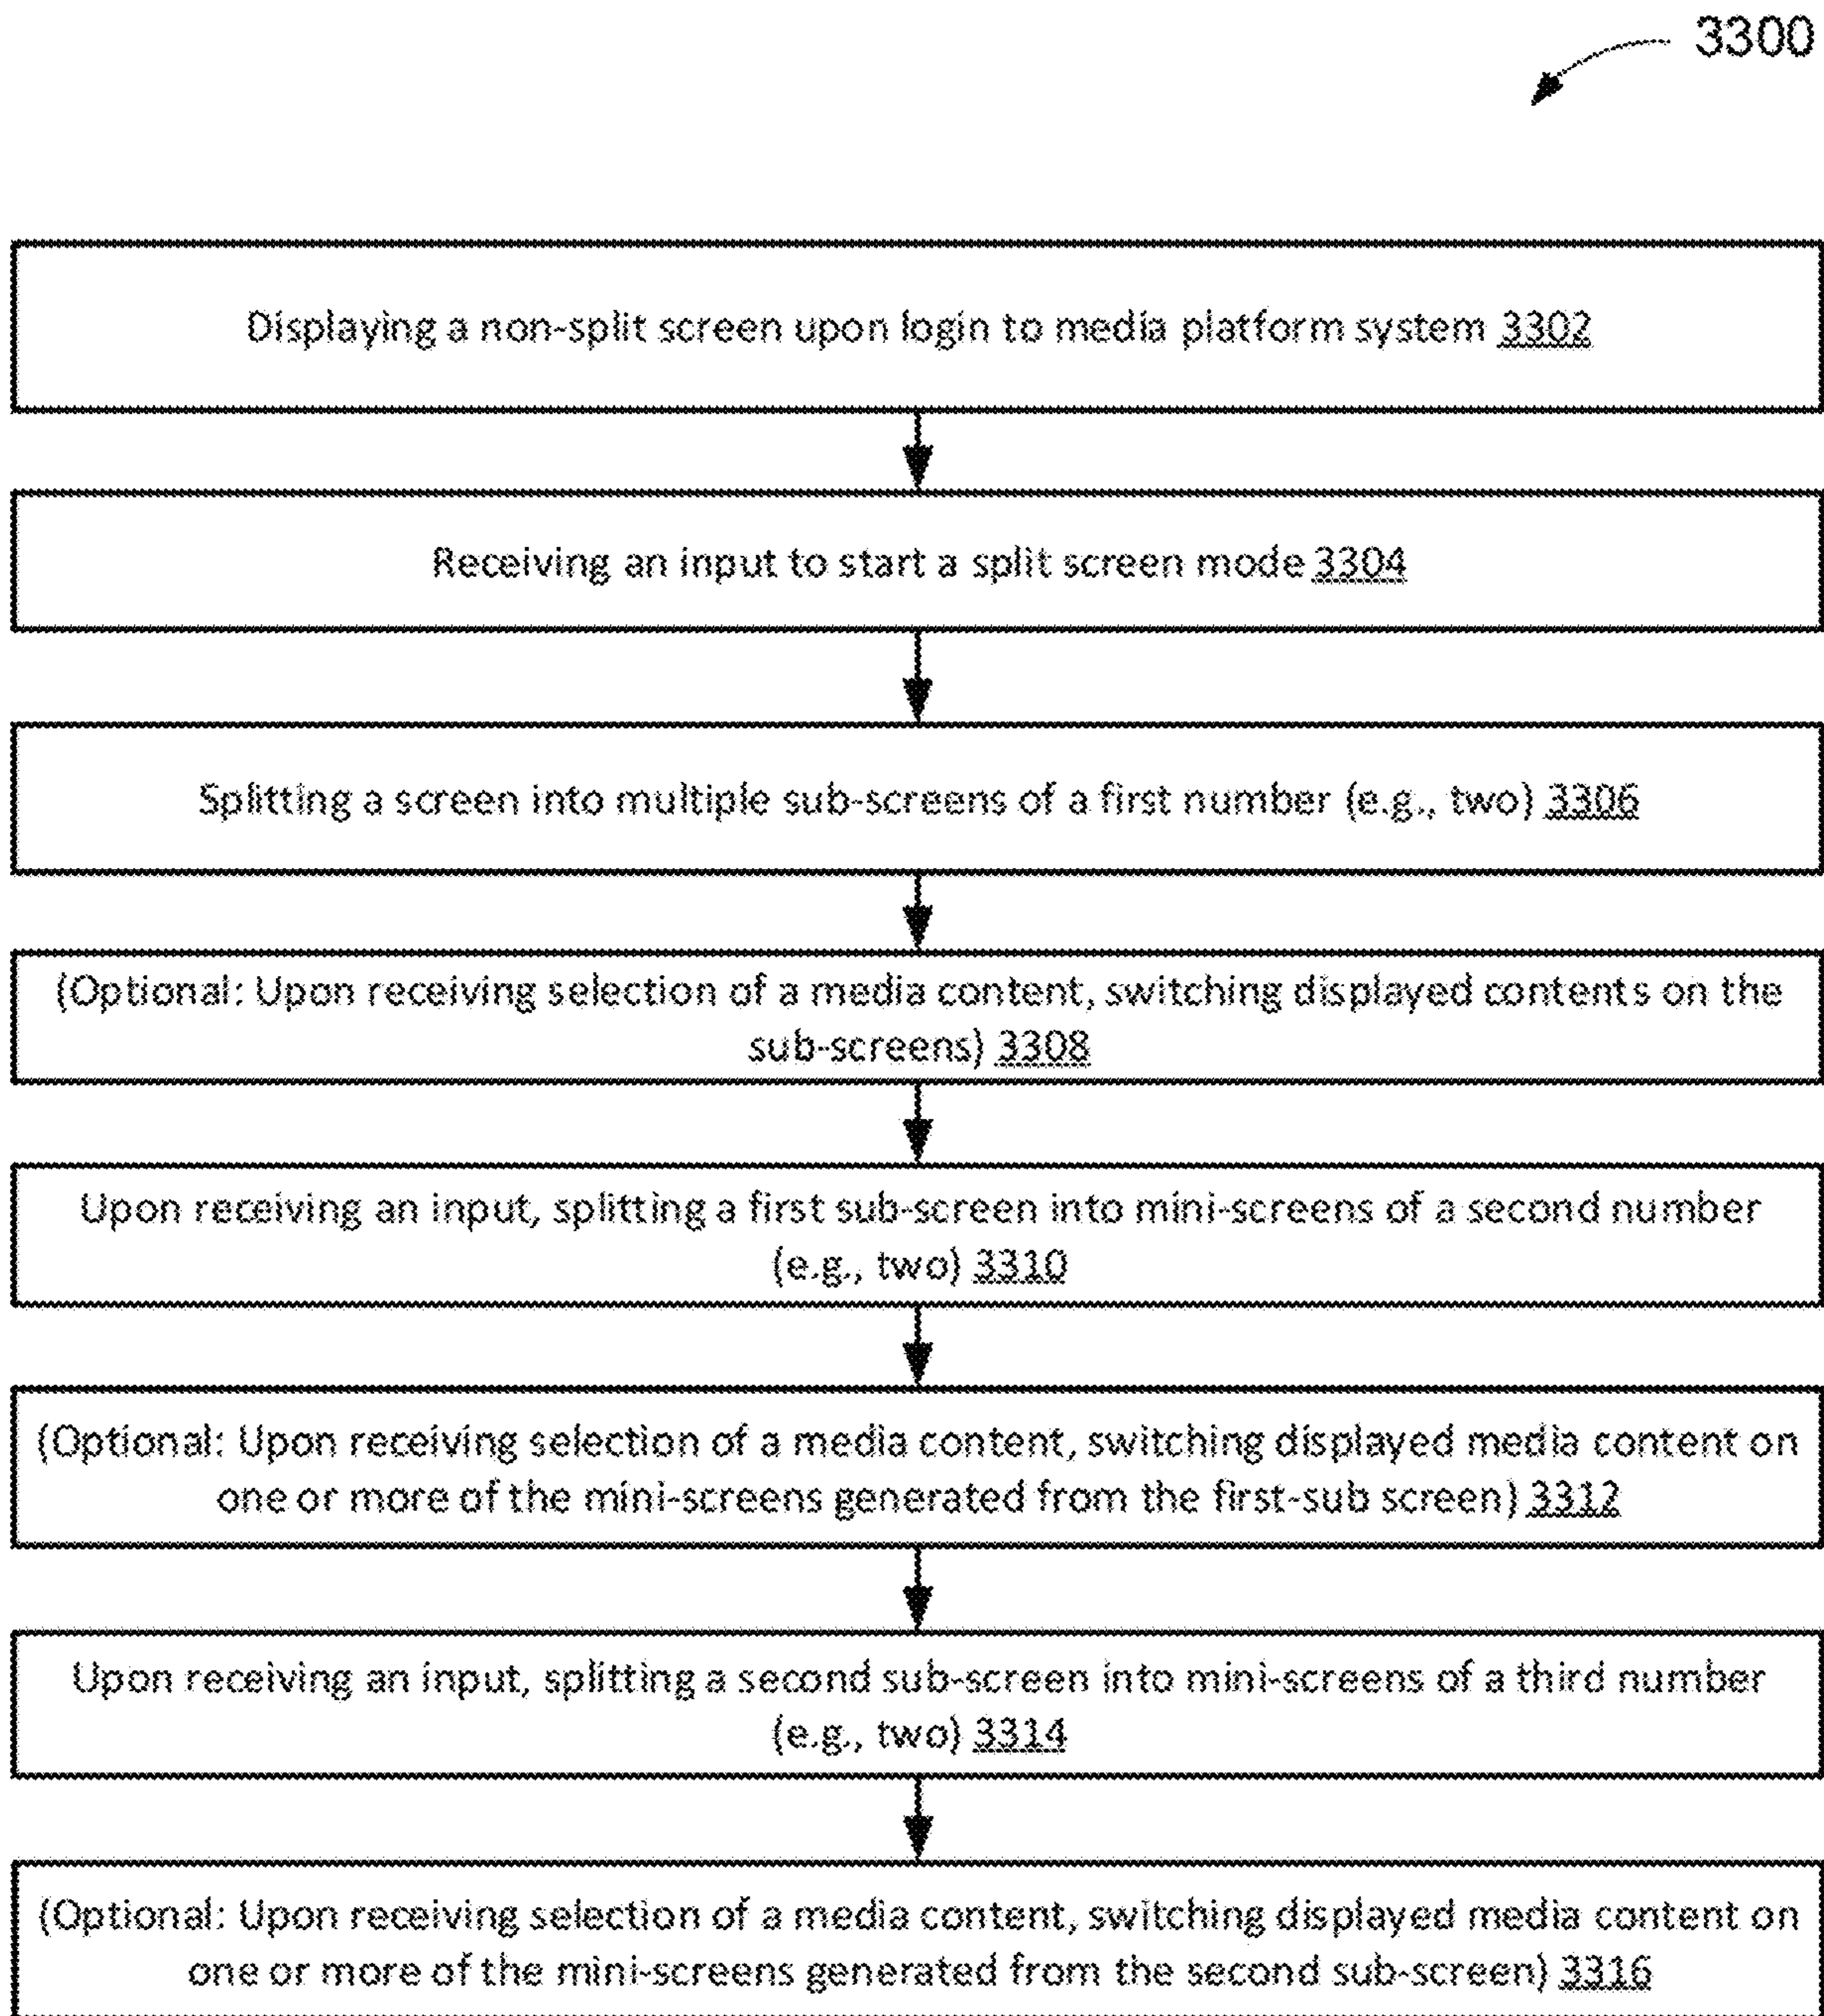 3300
Displaying a non-split screen upon login to media platform system 3302
Receiving an input to start a split screen mode 3304
Splitting a screen into multiple sub-screens of a first number (e.g., two) 3306
(Optional: Upon receiving selection of a media content, switching displayed contents on the
sub-screens) 3308
Upon receiving an input, splitting a first sub-screen into mini-screens of a second number
(e.g., two) 3310
(Optional: Upon receiving selection of a media content, switching displayed media content on
one or more of the mini-screens generated from the first-sub screen) 3312
Upon receiving an input, splitting a second sub-screen into mini-screens of a third number
(e.g., two) 3314
(Optional: Upon receiving selection of a media content, switching displayed media content on
one or more of the mini-screens generated from the second sub-screen) 3316